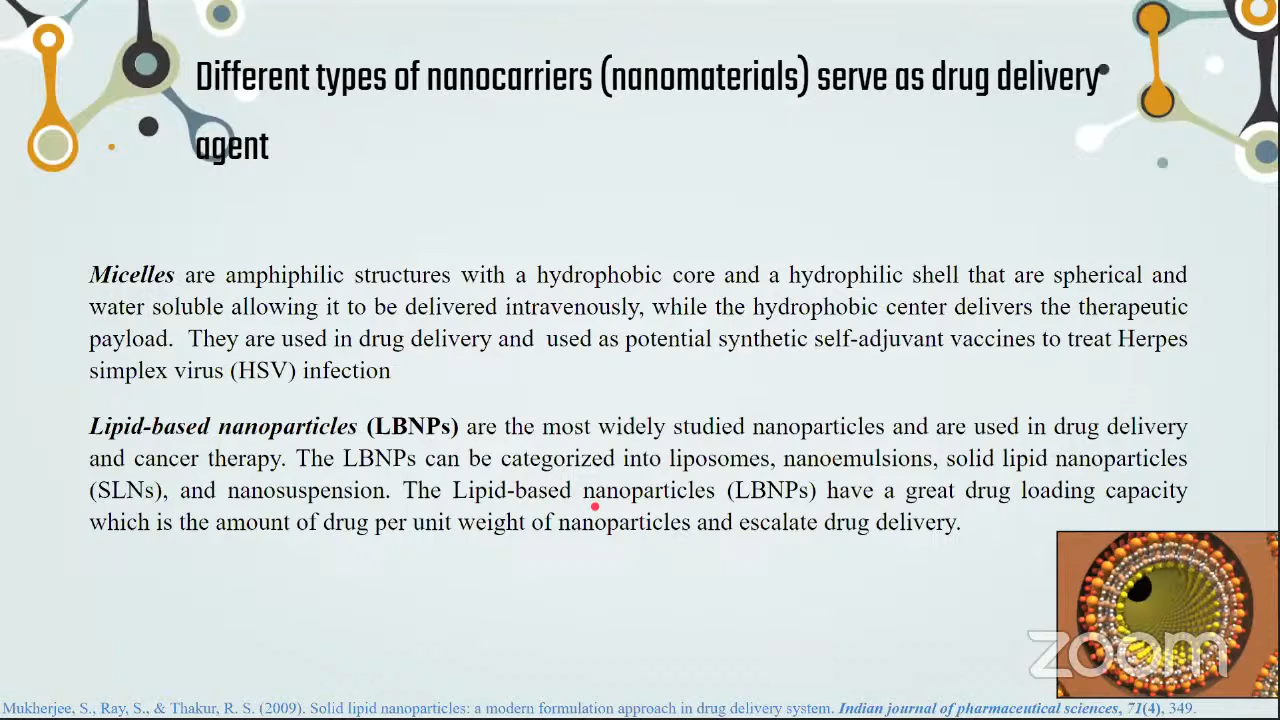 Different types of nanocarriers (nanomaterials) serve as drug delivery
agent
Micelles are amphiphilic structures with a hydrophobic core and a hydrophilic shell that are spherical and
water soluble allowing it to be delivered intravenously, while the hydrophobic center delivers the therapeutic
payload. They are used in drug delivery and used as potential synthetic self-adjuvant vaccines to treat Herpes
simplex virus (HSV) infection
Lipid-based nanoparticles (LBNPs) are the most widely studied nanoparticles and are used in drug delivery
and cancer therapy. The LBNPs can be categorized into liposomes, nanoemulsions, solid lipid nanoparticles
(SLNs), and nanosuspension. The Lipid-based nanoparticles (LBNPs) have a great drug loading capacity
which is the amount of drug per unit weight of nanoparticles and escalate drug delivery.
zoom
Mukherjee, S., Ray, S., & Thakur, R. S. (2009). Solid lipid nanoparticles: a modern formulation approach in drug delivery system. Indian journal of pharmaceutical sciences, 71(4), 349.